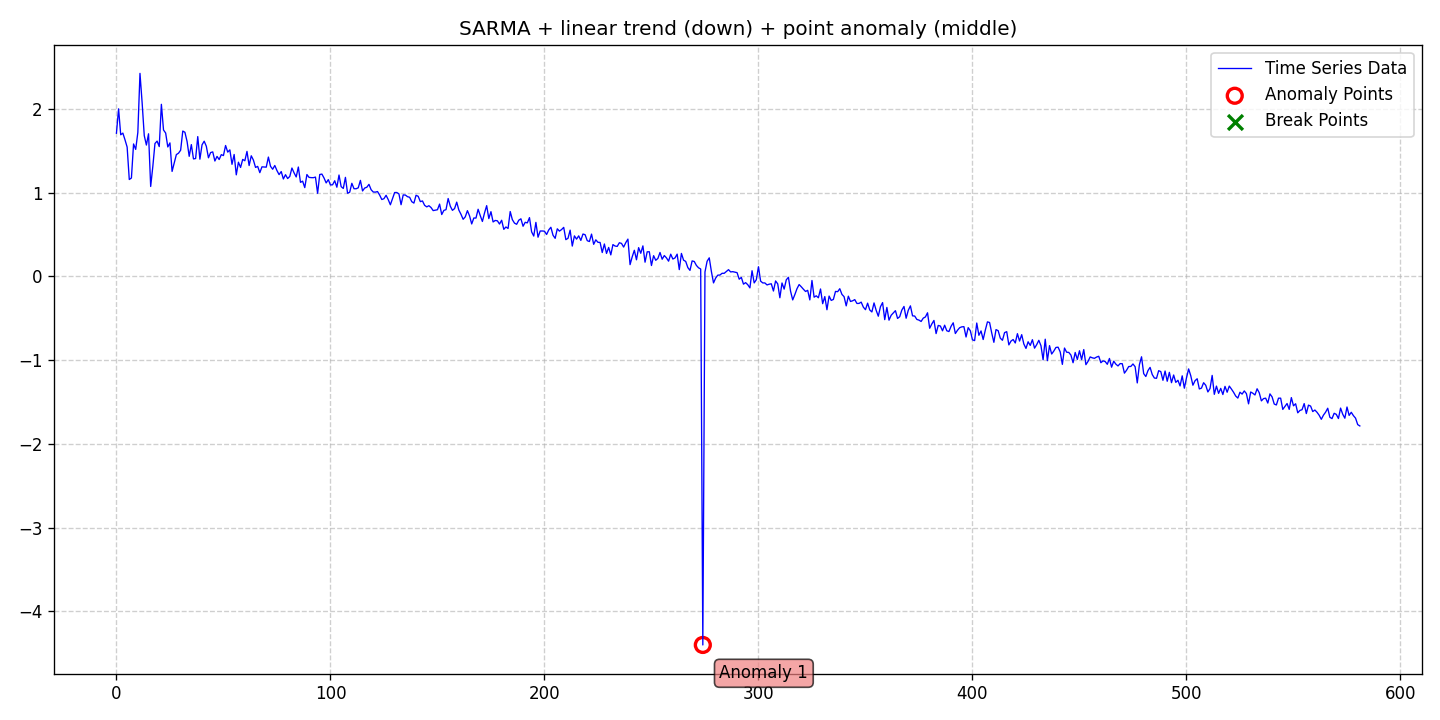 SARMA + linear trend (down) + point anomaly (middle)
Time Series Data
Anomaly Points
Break Points
2
1
0
−1
−2
−3
−4
Anomaly 1
0
100
200
300
400
500
600